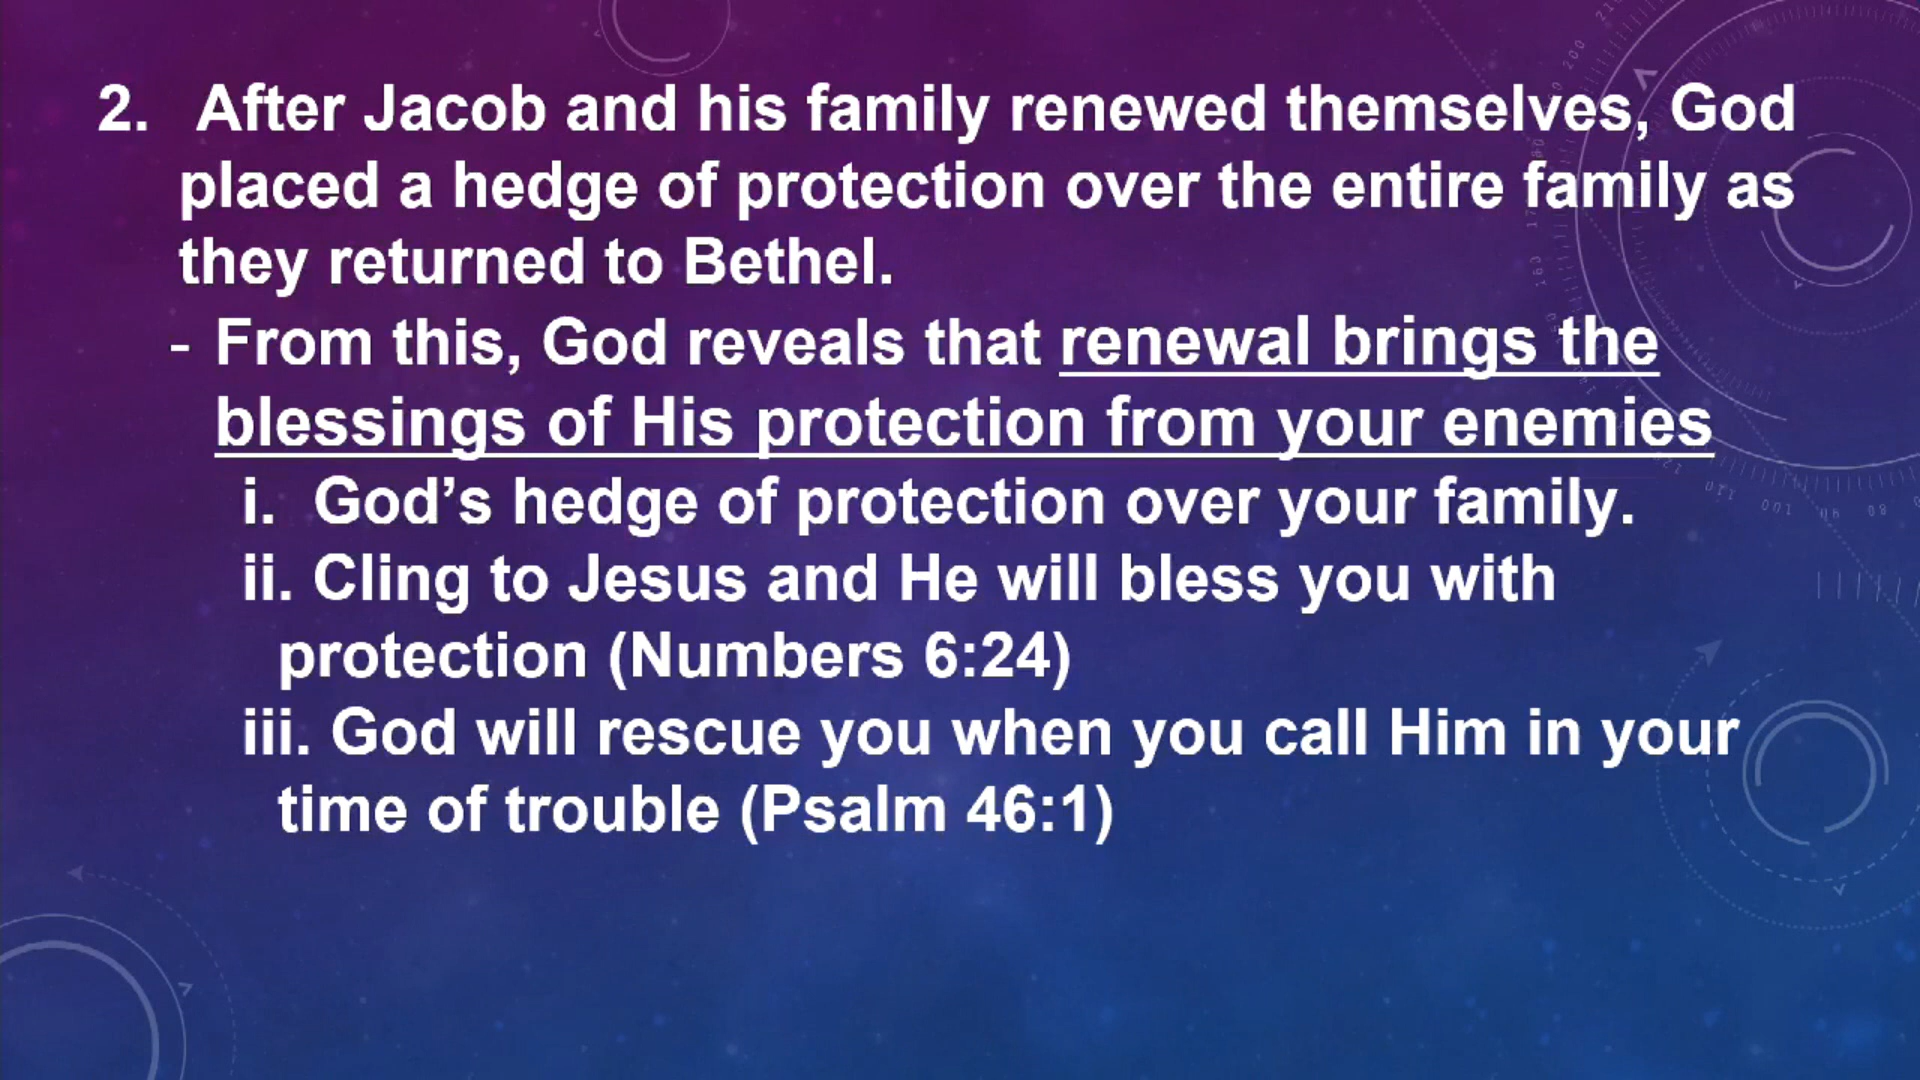 2. After Jacob and his family renewed themselves, God
placed a hedge of protection over the entire family as
they returned to Bethel.
- From this, God reveals that renewal brings the
blessings of His protection from your enemies
i. God’s hedge of protection over your family.
ii. Cling to Jesus and He will bless you with
protection (Numbers 6:24)
iii. God will rescue you when you call Him in your
time of trouble (Psalm 46:1)